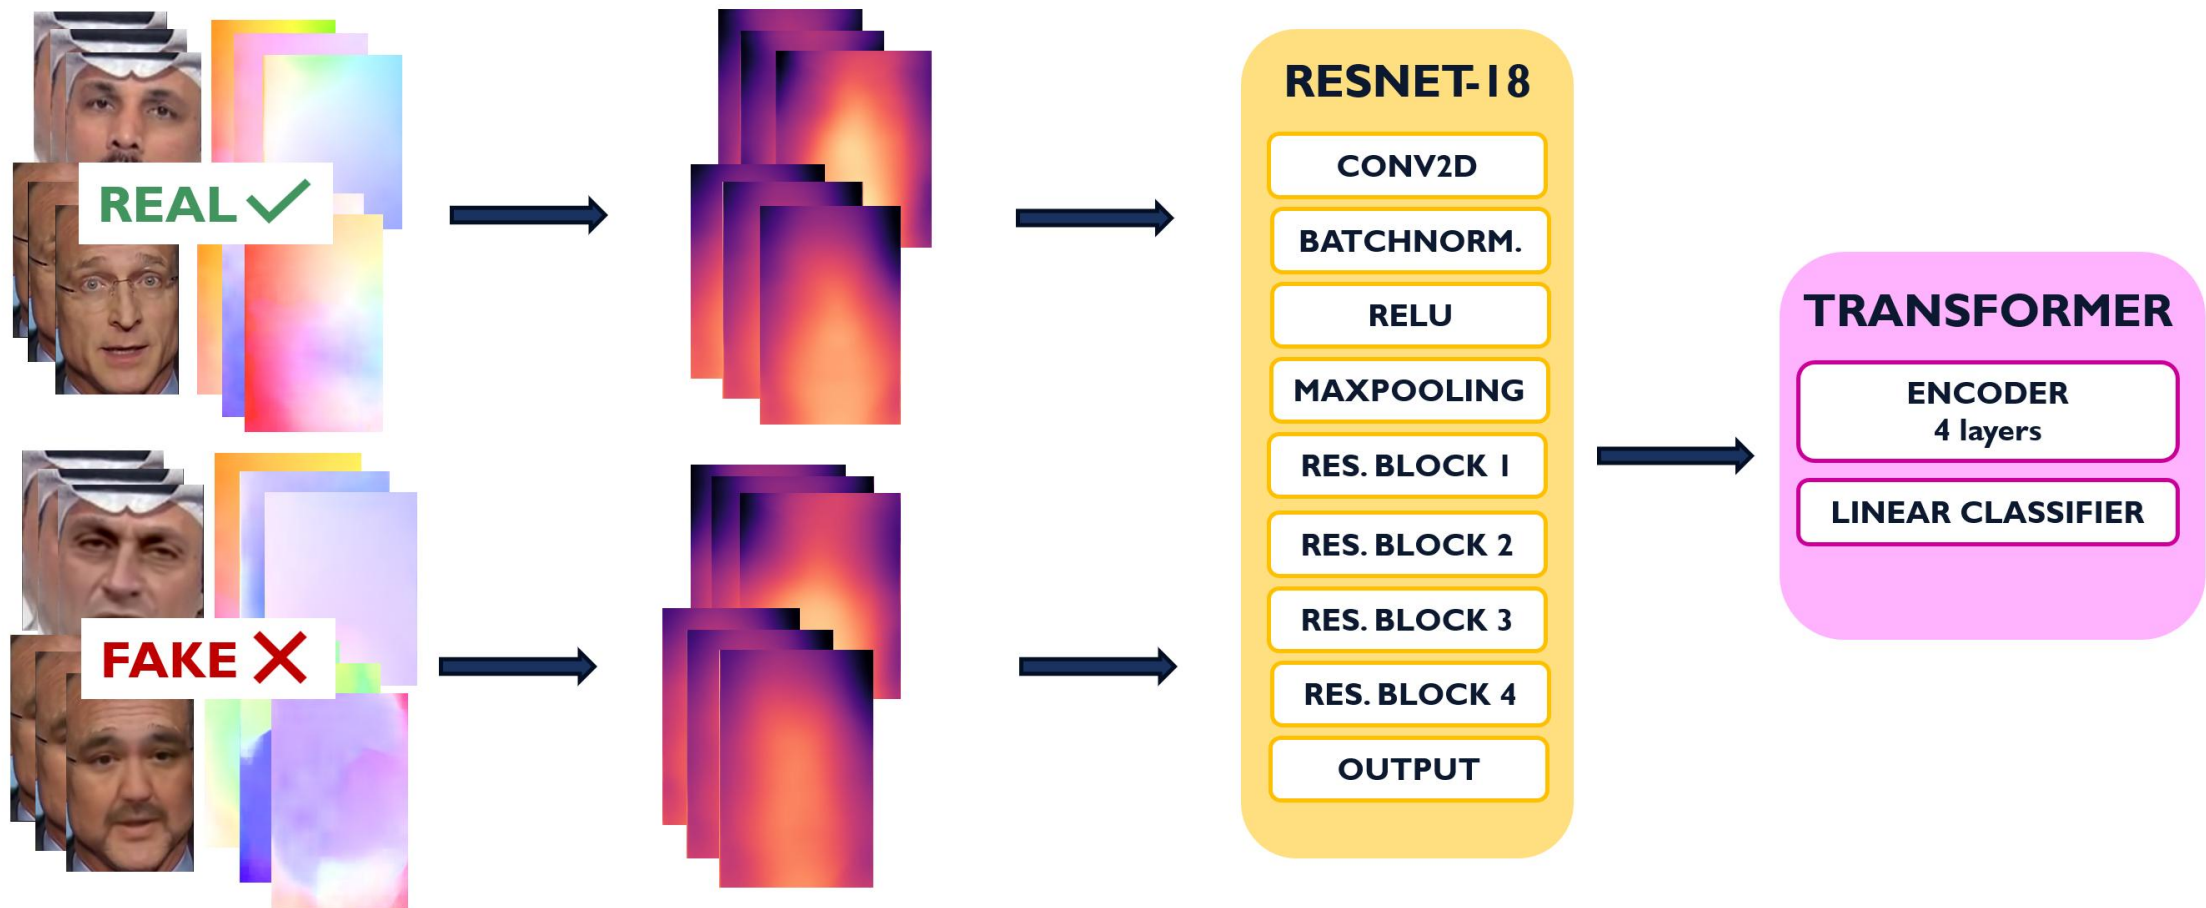 REAL
FAKE
RESNET-18
CONV2D
BATCHNORM.
RELU
MAXPOOLING
RES. BLOCK 1
RES. BLOCK 2
RES. BLOCK 3
RES. BLOCK 4
OUTPUT
TRANSFORMER
ENCODER
4 layers
LINEAR CLASSIFIER